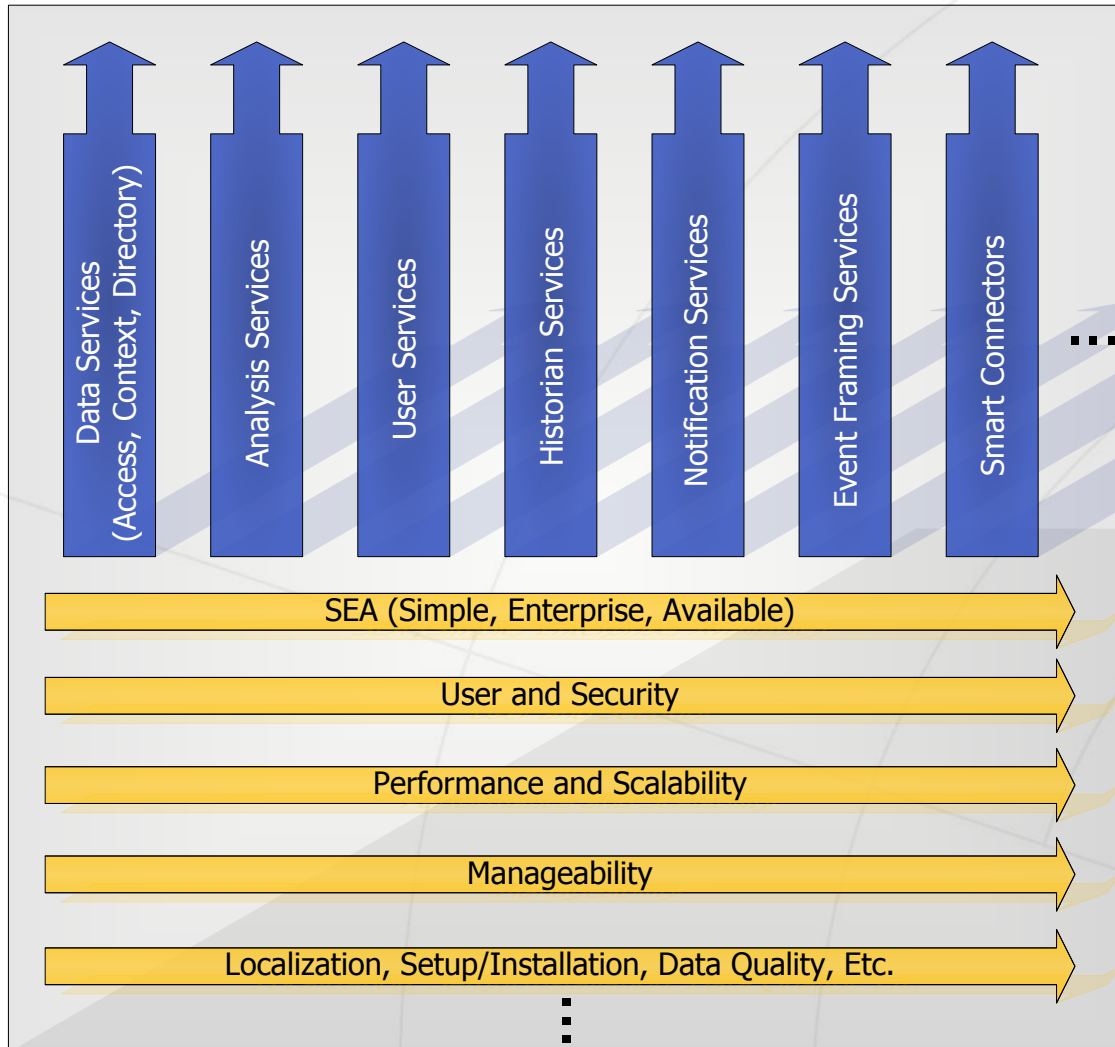 Data Services
(Access, Context, Directory)
Analysis Services
User Services
Historian Services
Notification Services
Event Framing Services
Smart Connectors
SEA (Simple, Enterprise, Available)
User and Security
Performance and Scalability
Manageability
Localization, Setup/Installation, Data Quality, Etc.